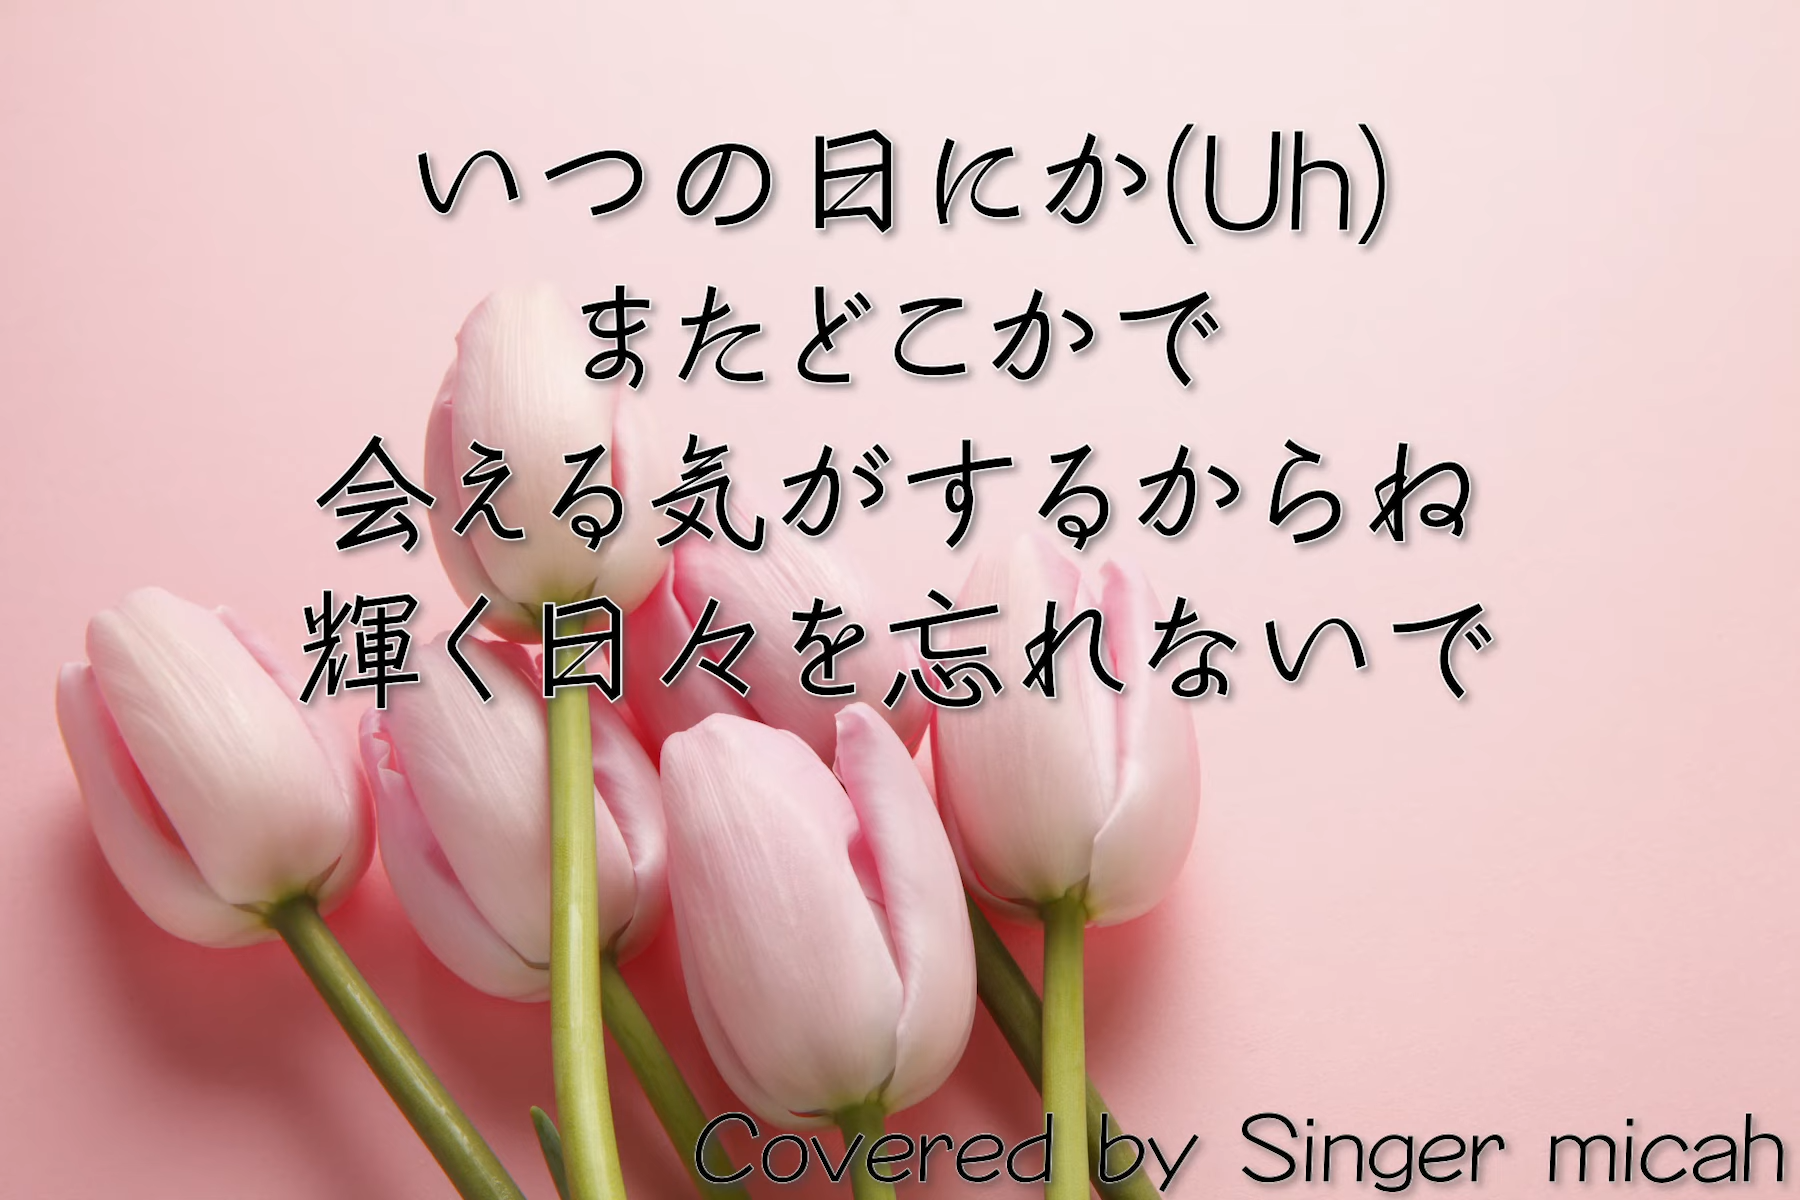 いつの日にか(Uh)
またどこかで
会える気がするからね
輝く日々を忘れないで
Covered by Singer micah